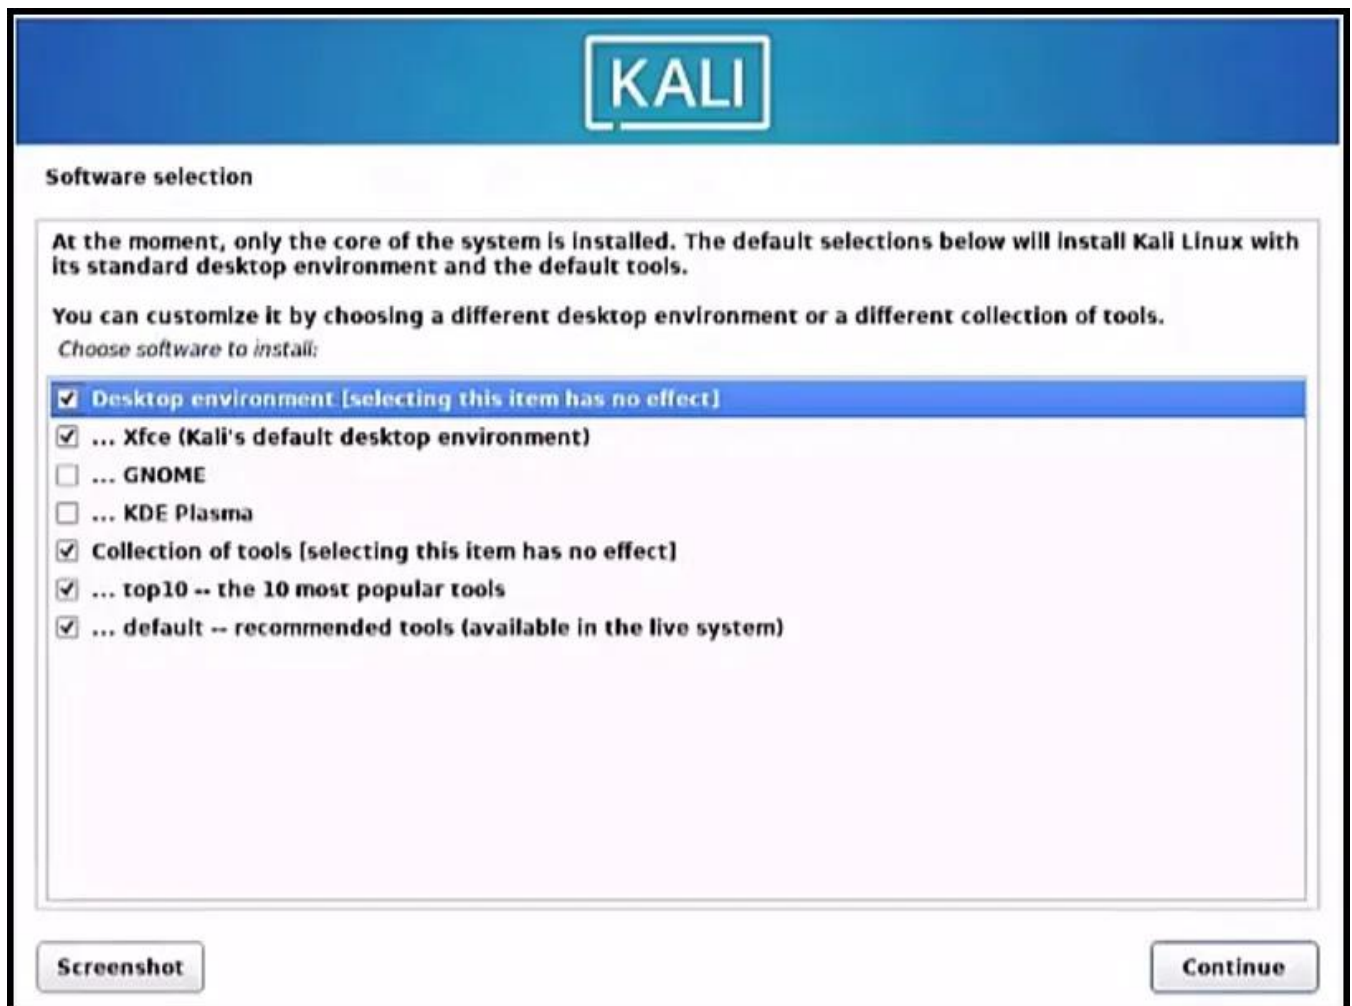 KALI
Software selection
At the moment, only the core of the system is installed. The default selections below will install Kali Linux with
its standard desktop environment and the default tools.
You can customize it by choosing a different desktop environment or a different collection of tools.
Choose software to install:
Desktop environment [selecting this item has no effect]
... Xfce (Kali's default desktop environment)
... GNOME
... KDE Plasma
Collection of tools [selecting this item has no effect]
... top10 -- the 10 most popular tools
... default -- recommended tools (available in the live system)
Screenshot
Continue